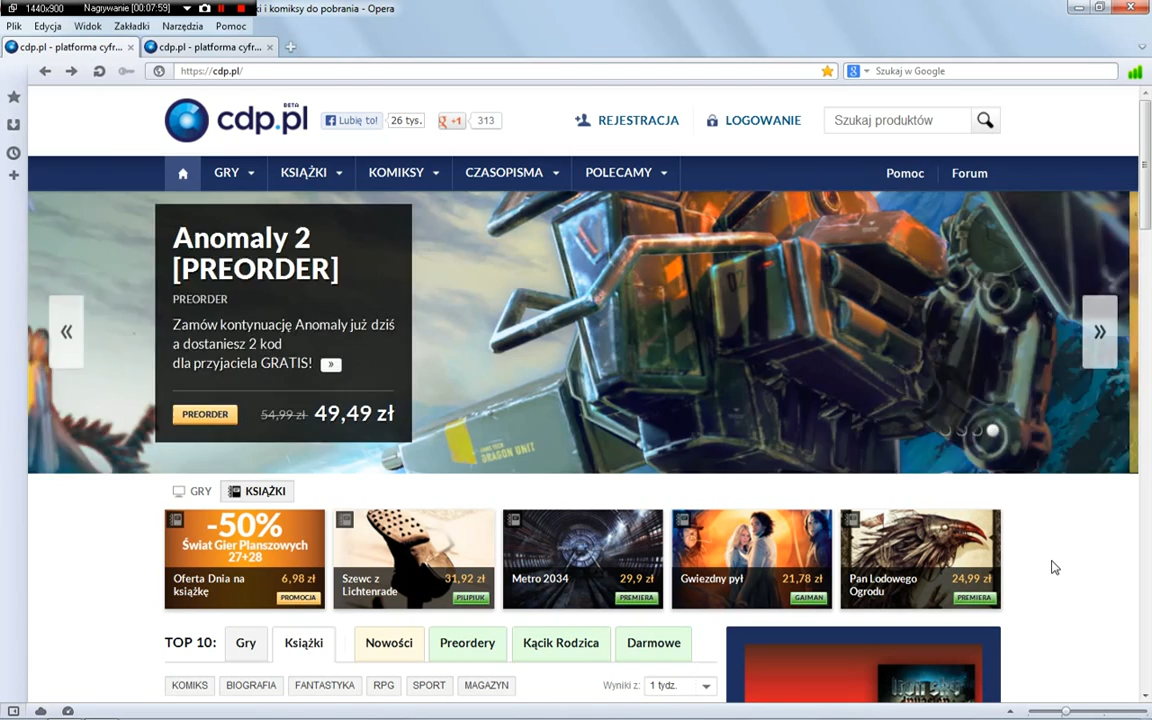 1440x900 Nagrywanie [00:07:59] ki i komiksy do pobrania - Opera
Plik Edycja Widok Zakładki Narzędzia Pomoc
cdp.pl - platforma cyfr... cdp.pl - platforma cyfr...
https://cdp.pl/ Szukaj w Google
cdp.pl BETA Lubię to! 26 tys. +1 313 REJESTRACJA LOGOWANIE Szukaj produktów
GRY KSIĄŻKI KOMIKSY CZASOPISMA POLECAMY Pomoc Forum
Anomaly 2
[PREORDER]
PREORDER
Zamów kontynuację Anomaly już dziś
a dostaniesz 2 kod
dla przyjaciela GRATIS! »
PREORDER 54,99 zł 49,49 zł
« »
02
DRAGON UNIT
GRY KSIĄŻKI
-50%
Świat Gier Planszowych
27+28
Oferta Dnia na
książkę
6,98 zł
PROMOCJA
Szewc z
Lichtenrade
31,92 zł
PILIPIUK
Metro 2034
29,9 zł
PREMIERA
Gwiezdny pył
21,78 zł
GAIMAN
Pan Lodowego
Ogrodu
24,99 zł
PREMIERA
TOP 10: Gry Książki Nowości Preordery Kącik Rodzica Darmowe
KOMIKS BIOGRAFIA FANTASTYKA RPG SPORT MAGAZYN Wyniki z: 1 tydz.